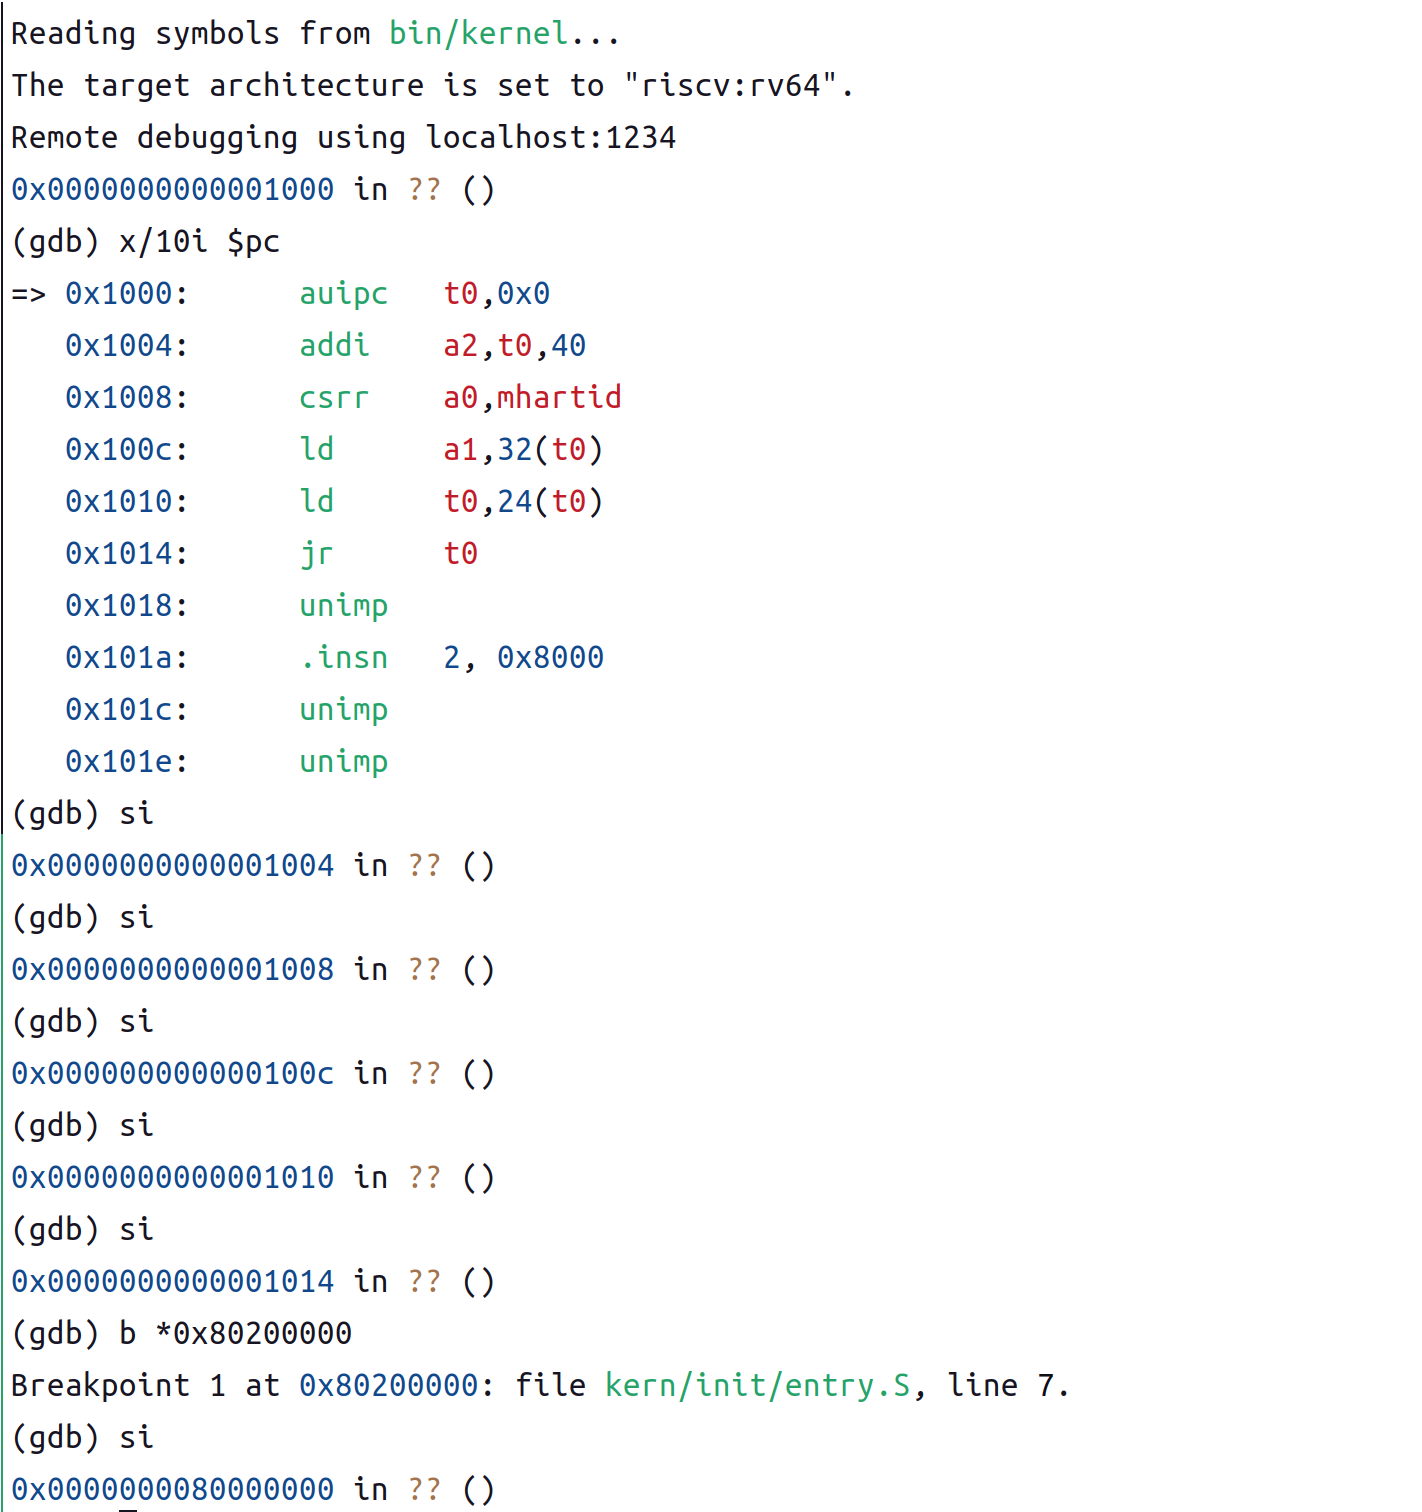 Reading symbols from bin/kernel...
The target architecture is set to "riscv:rv64".
Remote debugging using localhost:1234
0x0000000000001000 in ?? ()
(gdb) x/10i $pc
=> 0x1000:      auipc   t0,0x0
   0x1004:      addi    a2,t0,40
   0x1008:      csrr    a0,mhartid
   0x100c:      ld      a1,32(t0)
   0x1010:      ld      t0,24(t0)
   0x1014:      jr      t0
   0x1018:      unimp
   0x101a:      .insn   2, 0x8000
   0x101c:      unimp
   0x101e:      unimp
(gdb) si
0x0000000000001004 in ?? ()
(gdb) si
0x0000000000001008 in ?? ()
(gdb) si
0x000000000000100c in ?? ()
(gdb) si
0x0000000000001010 in ?? ()
(gdb) si
0x0000000000001014 in ?? ()
(gdb) b *0x80200000
Breakpoint 1 at 0x80200000: file kern/init/entry.S, line 7.
(gdb) si
0x0000000080000000 in ?? ()